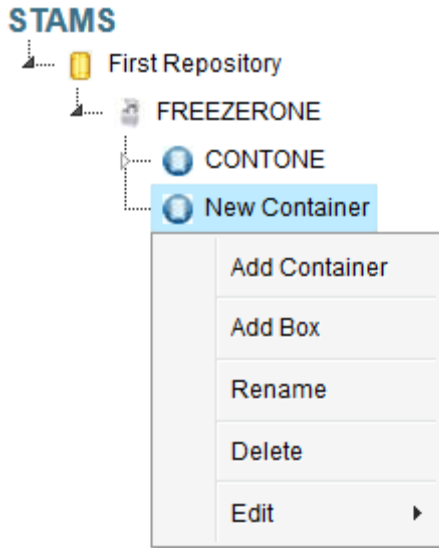 STAMS
First Repository
FREEZERONE
CONTONE
New Container
Add Container
Add Box
Rename
Delete
Edit